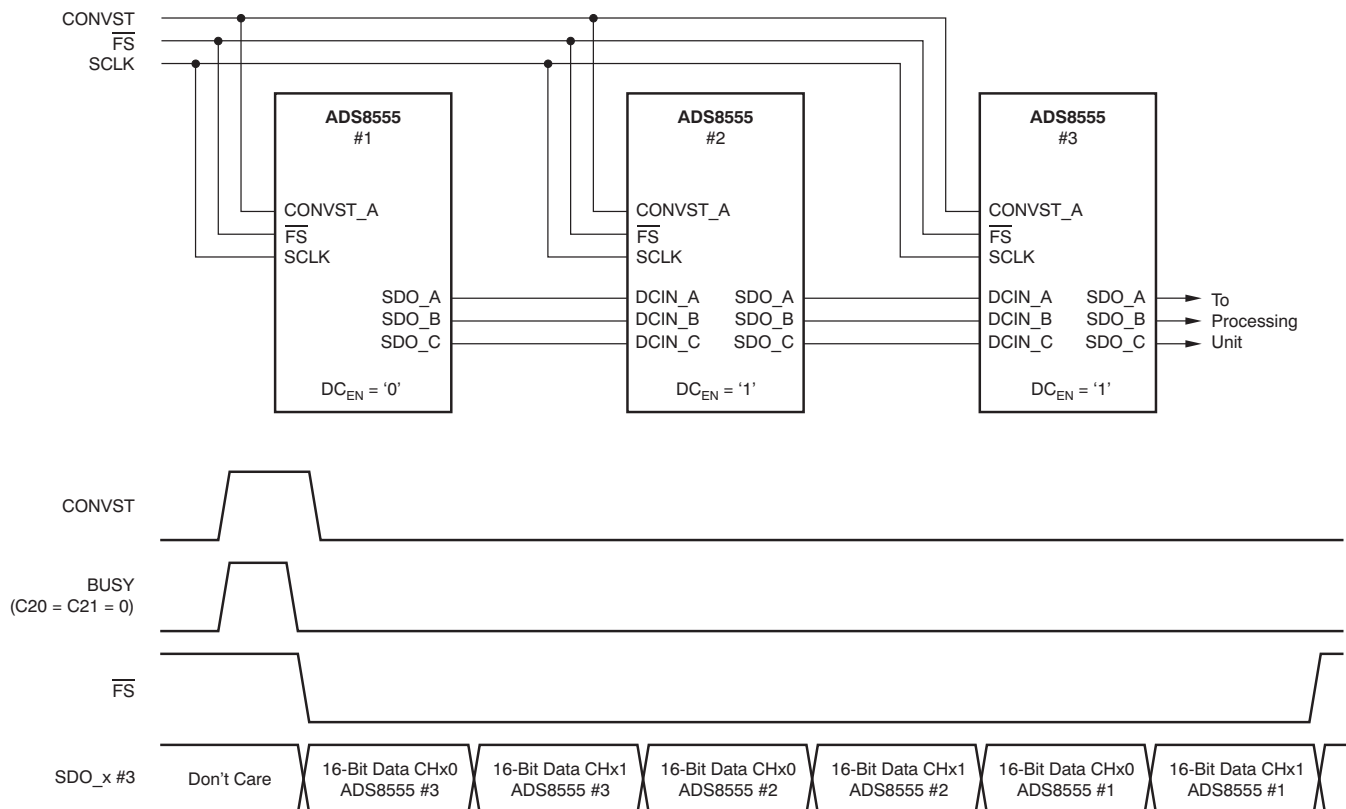 CONVST
FS
SCLK
ADS8555
#1
ADS8555
#2
ADS8555
#3
CONVST_A
FS
SCLK
CONVST_A
FS
SCLK
CONVST_A
FS
SCLK
SDO_A
SDO_B
SDO_C
DCIN_A SDO_A
DCIN_B SDO_B
DCIN_C SDO_C
DCIN_A SDO_A
DCIN_B SDO_B
DCIN_C SDO_C
To
Processing
Unit
DCEN = ‘0’
DCEN = ‘1’
DCEN = ‘1’
CONVST
BUSY
(C20 = C21 = 0)
FS
SDO_x #3
Don’t Care
16-Bit Data CHx0
ADS8555 #3
16-Bit Data CHx1
ADS8555 #3
16-Bit Data CHx0
ADS8555 #2
16-Bit Data CHx1
ADS8555 #2
16-Bit Data CHx0
ADS8555 #1
16-Bit Data CHx1
ADS8555 #1